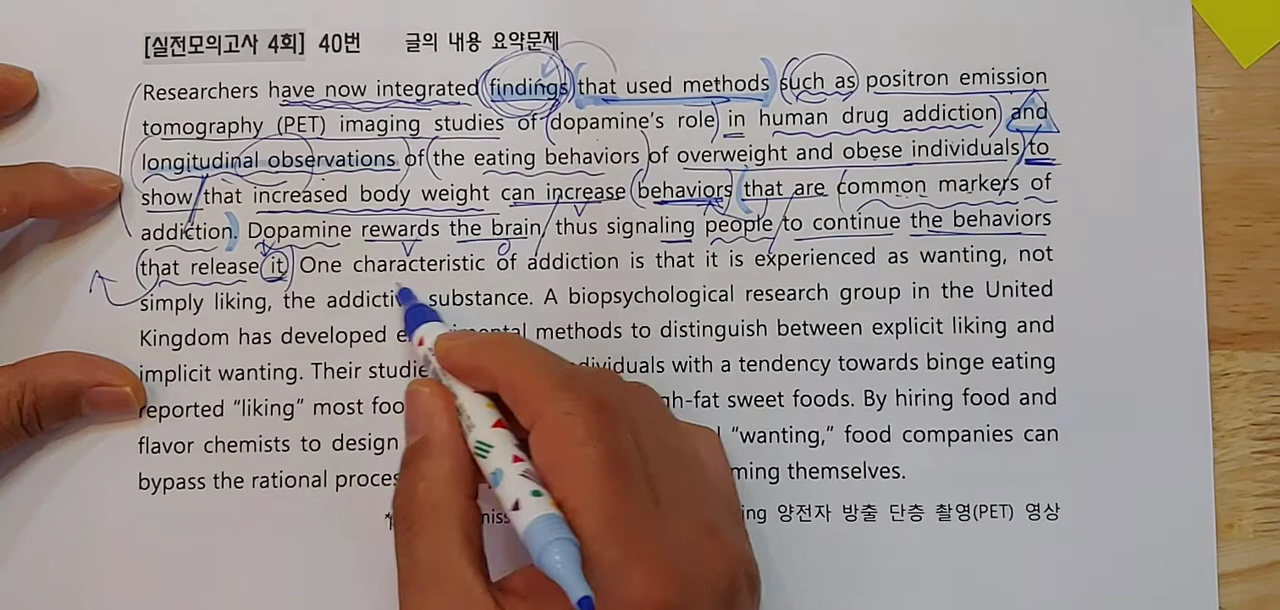 [실전모의고사 4회] 40번 글의 내용 요약문제
Researchers have now integrated findings that used methods such as positron emission
tomography (PET) imaging studies of dopamine's role in human drug addiction and
longitudinal observations of the eating behaviors of overweight and obese individuals to
show that increased body weight can increase behaviors that are common markers of
addiction. Dopamine rewards the brain, thus signaling people to continue the behaviors
that release it. One characteristic of addiction is that it is experienced as wanting, not
simply liking, the addictive substance. A biopsychological research group in the United
Kingdom has developed experimental methods to distinguish between explicit liking and
implicit wanting. Their individuals with a tendency towards binge eating
reported "liking" most sweet foods. By hiring food and
flavor chemists to design "wanting," food companies can
bypass the rational themselves.
양전자 방출 단층 촬영(PET) 영상